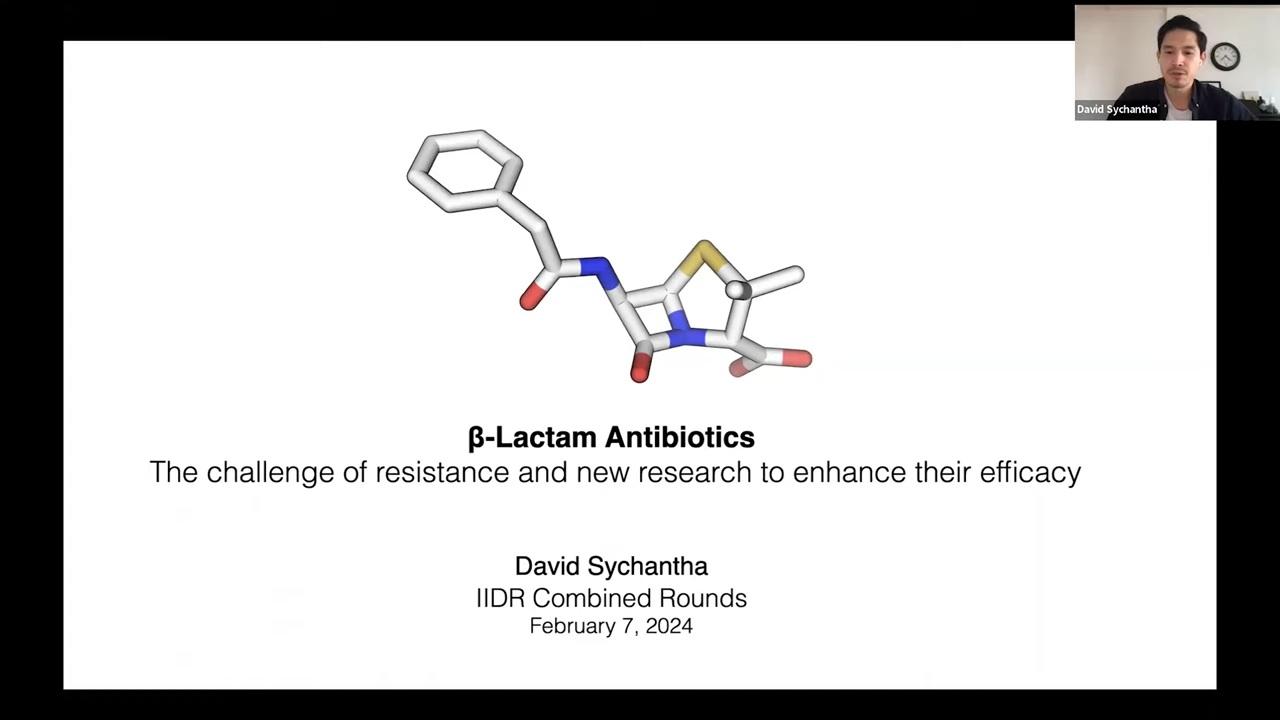 David Sychantha
β-Lactam Antibiotics
The challenge of resistance and new research to enhance their efficacy
David Sychantha
IIDR Combined Rounds
February 7, 2024